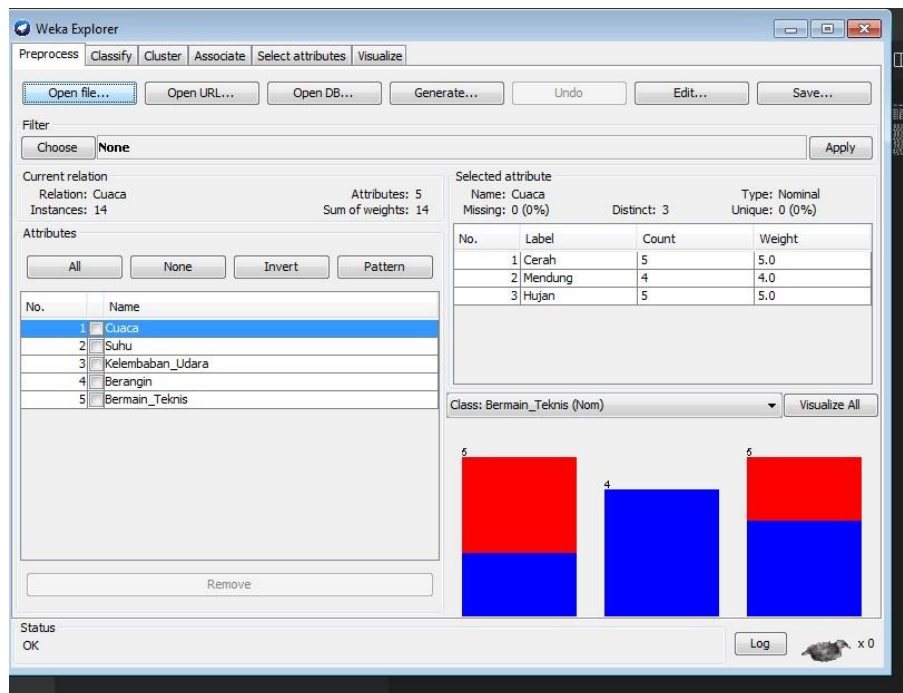 Weka Explorer
Preprocess Classify Cluster Associate Select attributes Visualize
Open file... Open URL... Open DB... Generate... Undo Edit... Save...
Filter
Choose None Apply
Current relation
Relation: Cuaca Attributes: 5
Instances: 14 Sum of weights: 14
Selected attribute
Name: Cuaca Type: Nominal
Missing: 0 (0%) Distinct: 3 Unique: 0 (0%)
Attributes
All None Invert Pattern
No. Name
1 Cuaca
2 Suhu
3 Kelembaban_Udara
4 Berangin
5 Bermain_Teknis
Remove
No. Label Count Weight
1 Cerah 5 5.0
2 Mendung 4 4.0
3 Hujan 5 5.0
Class: Bermain_Teknis (Nom) Visualize All
5 4 5
Status
OK
Log x 0